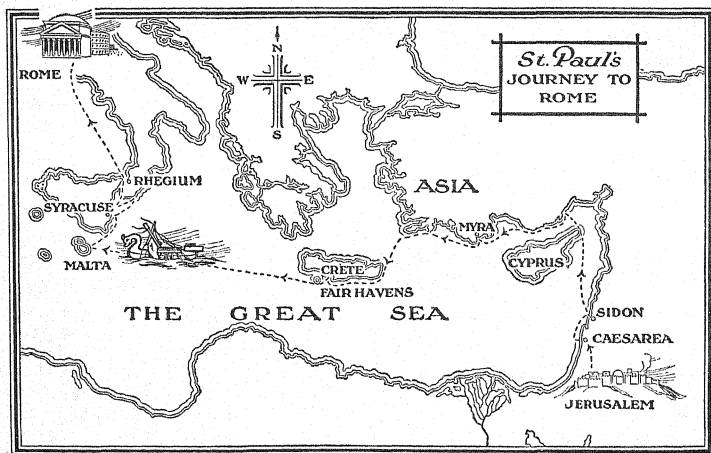 St. Paul's
JOURNEY TO
ROME
ROME
N
W E
S
RHEGIUM
SYRACUSE
MALTA
ASIA
MYRA
CYPRUS
CRETE
FAIR HAVENS
THE GREAT SEA
SIDON
CAESAREA
JERUSALEM